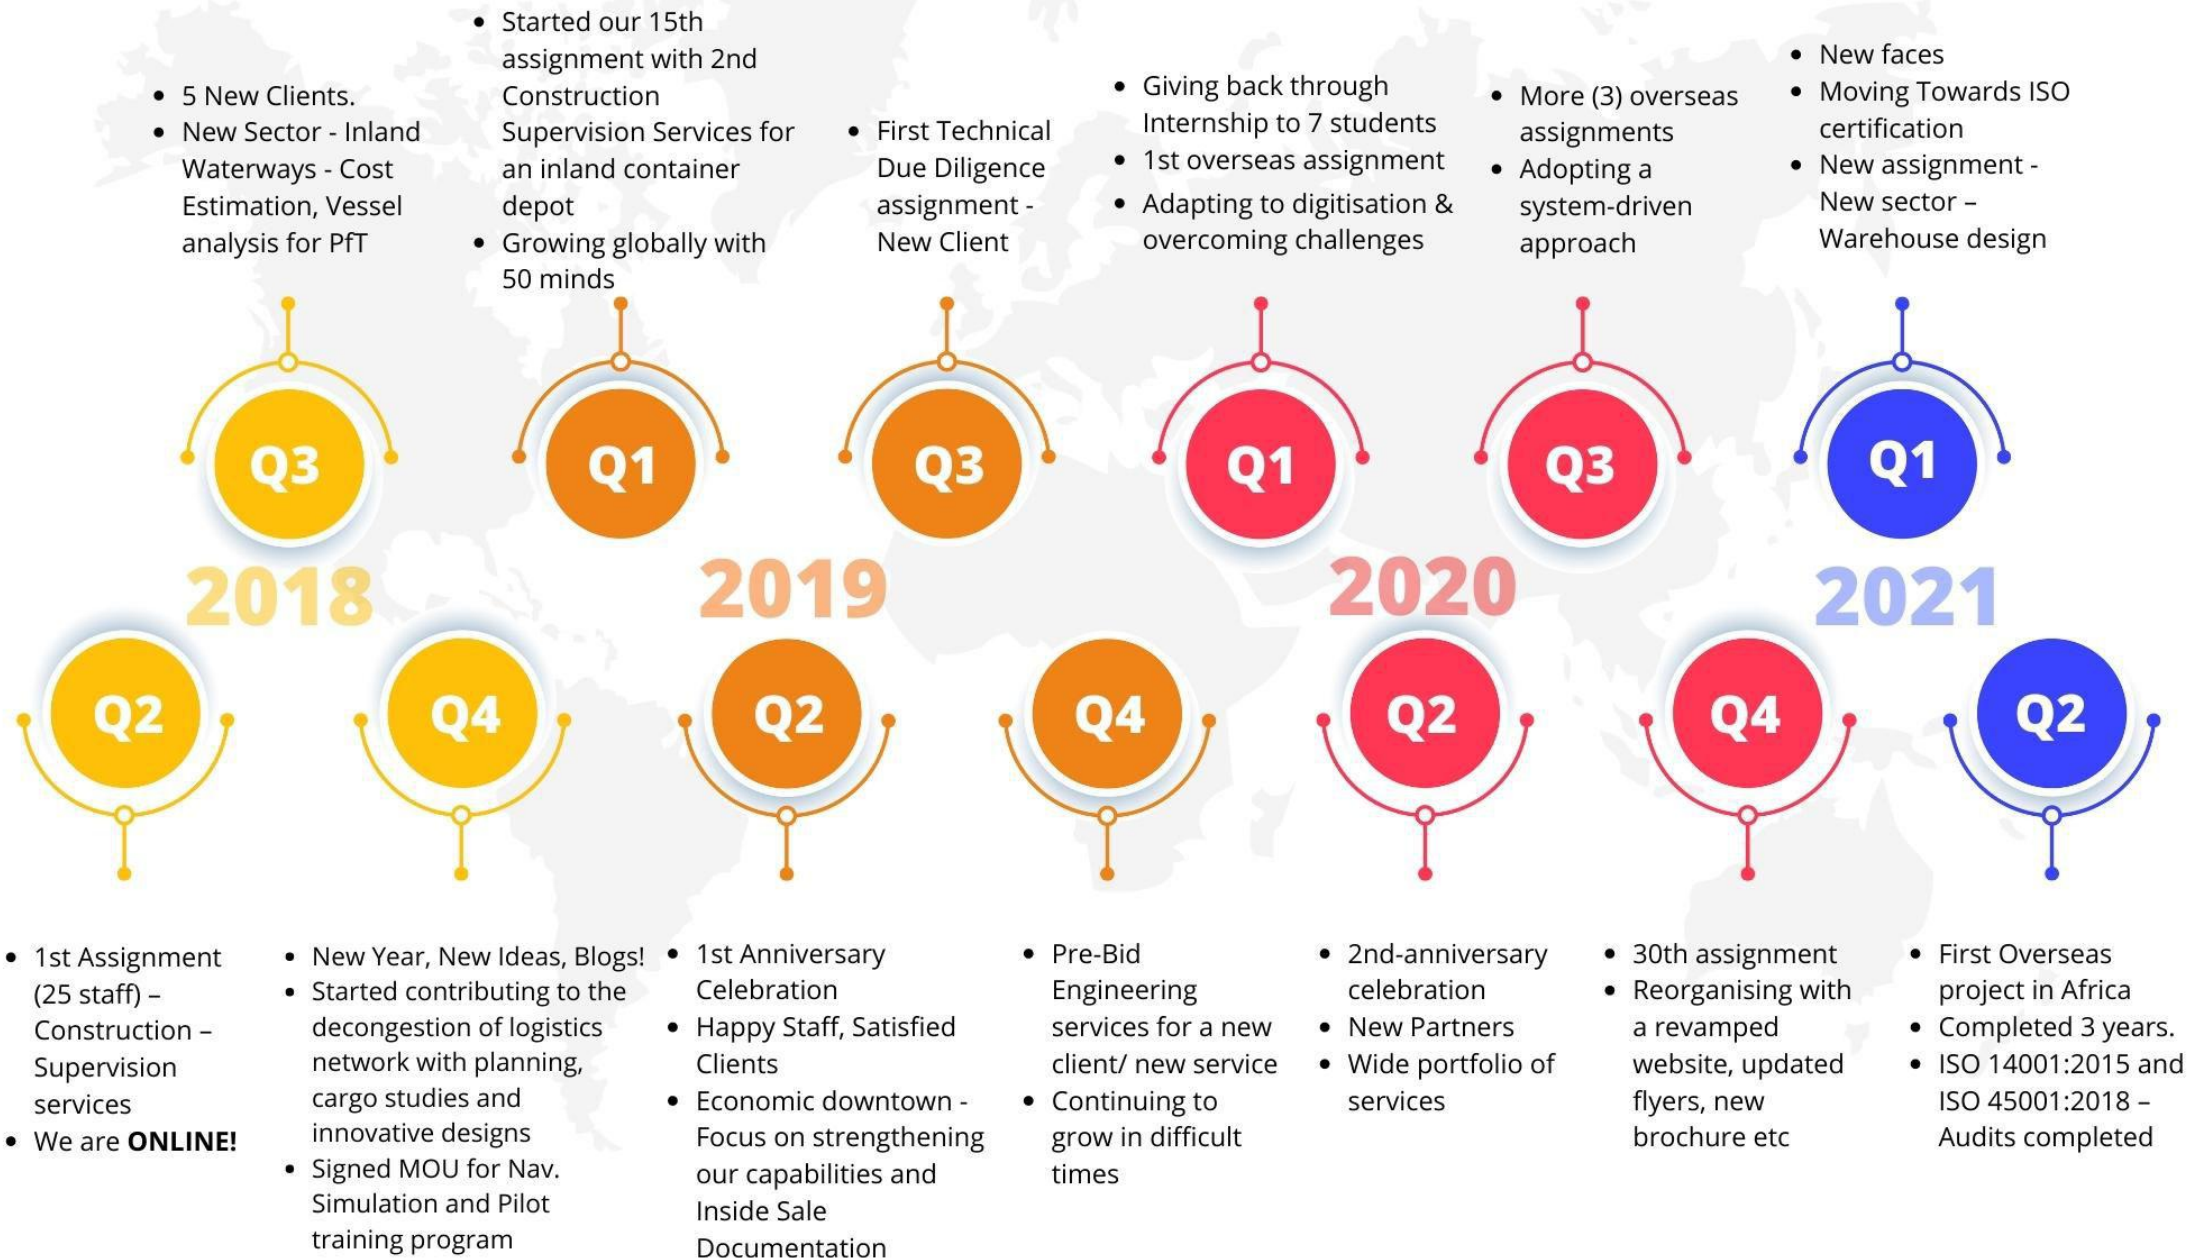 • 5 New Clients.
• New Sector - Inland
Waterways - Cost
Estimation, Vessel
analysis for PfT
• Started our 15th
assignment with 2nd
Construction
Supervision Services for
an inland container
depot
• Growing globally with
50 minds
• First Technical
Due Diligence
assignment -
New Client
• Giving back through
Internship to 7 students
• 1st overseas assignment
• Adapting to digitisation &
overcoming challenges
• More (3) overseas
assignments
• Adopting a
system-driven
approach
• New faces
• Moving Towards ISO
certification
• New assignment -
New sector –
Warehouse design
Q3
Q1
Q3
Q1
Q3
Q1
2018
2019
2020
2021
Q2
Q4
Q2
Q4
Q2
Q4
Q2
• 1st Assignment
(25 staff) –
Construction –
Supervision
services
• We are ONLINE!
• New Year, New Ideas, Blogs!
• Started contributing to the
decongestion of logistics
network with planning,
cargo studies and
innovative designs
• Signed MOU for Nav.
Simulation and Pilot
training program
• 1st Anniversary
Celebration
• Happy Staff, Satisfied
Clients
• Economic downtown -
Focus on strengthening
our capabilities and
Inside Sale
Documentation
• Pre-Bid
Engineering
services for a new
client/ new service
• Continuing to
grow in difficult
times
• 2nd-anniversary
celebration
• New Partners
• Wide portfolio of
services
• 30th assignment
• Reorganising with
a revamped
website, updated
flyers, new
brochure etc
• First Overseas
project in Africa
• Completed 3 years.
• ISO 14001:2015 and
ISO 45001:2018 –
Audits completed